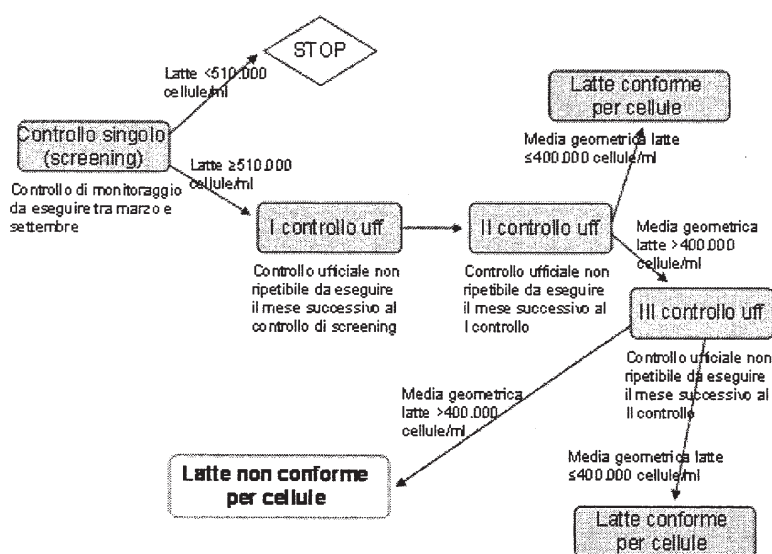 STOP
Latte <510.000
cellule/ml
Controllo singolo
(screening)
Latte ≥510.000
cellule/ml
Controllo di monitoraggio
da eseguire tra marzo e
settembre
I controllo uff
Controllo ufficiale non
ripetibile da eseguire
il mese successivo al
controllo di screening
II controllo uff
Controllo ufficiale non
ripetibile da eseguire
il mese successivo al
I controllo
Latte conforme
per cellule
Media geometrica latte
≤400.000 cellule/ml
Media geometrica
latte >400.000
cellule/ml
III controllo uff
Controllo ufficiale non
ripetibile da eseguire
il mese successivo al
II controllo
Media geometrica
latte >400.000
cellule/ml
Latte non conforme
per cellule
Media geometrica latte
≤400.000 cellule/ml
Latte conforme
per cellule